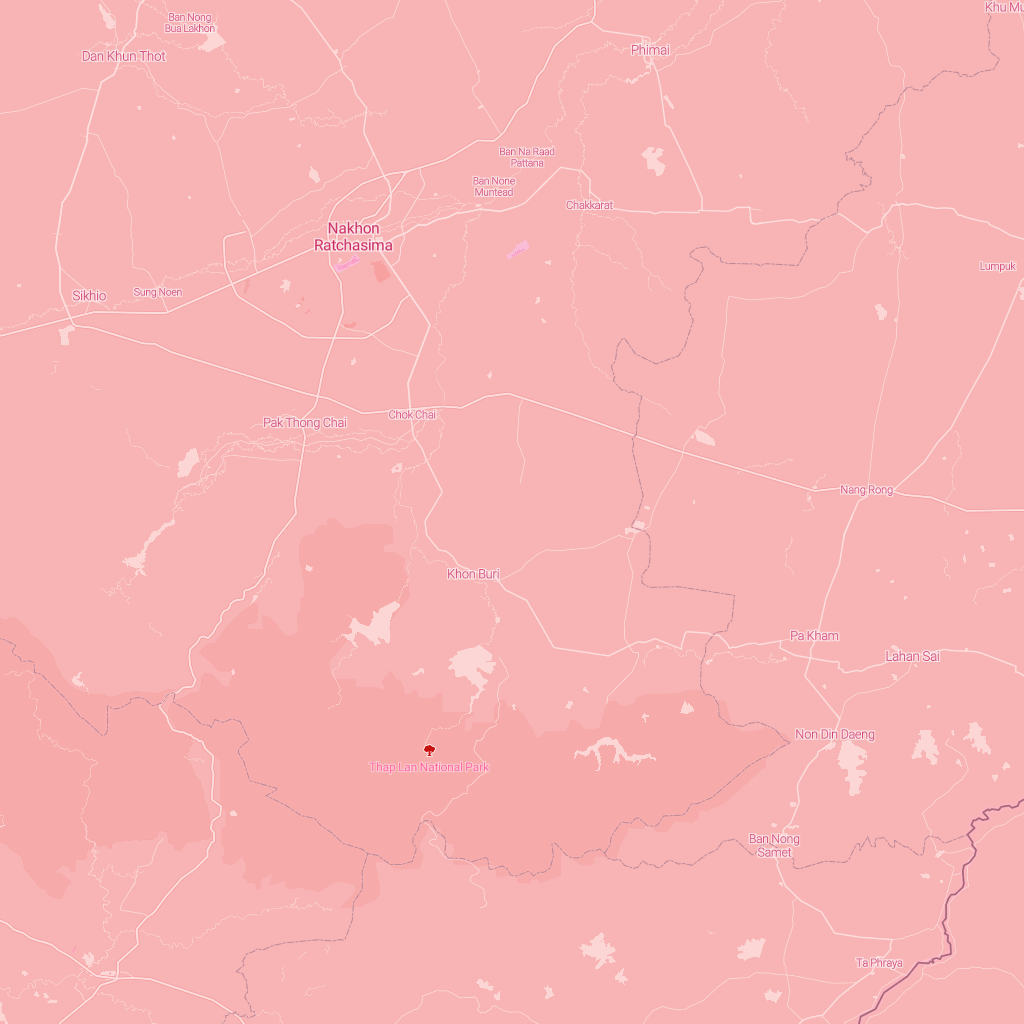 Ban Nong
Bua Lakhon
Khu Mu
Dan Khun Thot
Phimai
Ban Na Raad
Pattana
Ban None
Muntead
Chakkarat
Nakhon
Ratchasima
Lumpuk
Sikhio
Sung Noen
Chok Chai
Pak Thong Chai
Nang Rong
Khon Buri
Pa Kham
Lahan Sai
Non Din Daeng
Thap Lan National Park
Ban Nong
Samet
Ta Phraya